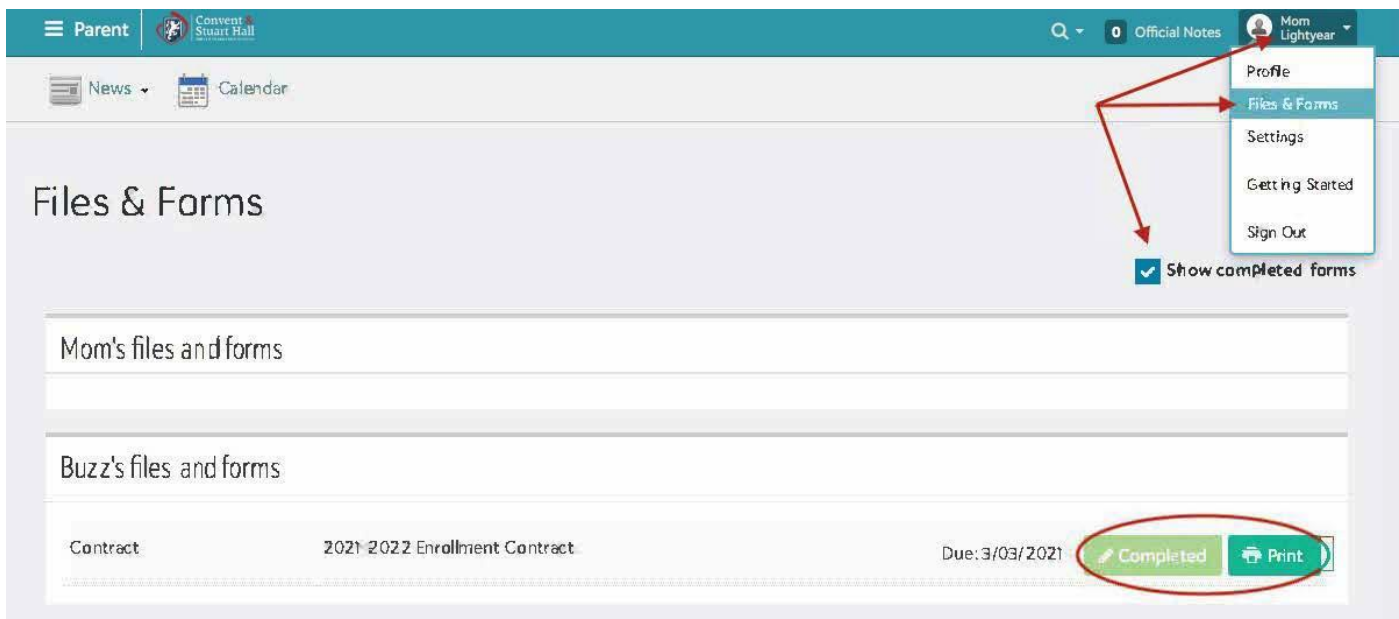 Parent
Convent &
Stuart Hall
0 Official Notes
Mom
Lightyear
News
Calendar
Profile
Files & Forms
Settings
Getting Started
Sign Out
Files & Forms
Show completed forms
Mom's files and forms
Buzz's files and forms
Contract 2021-2022 Enrollment Contract Due: 3/03/2021 Completed Print